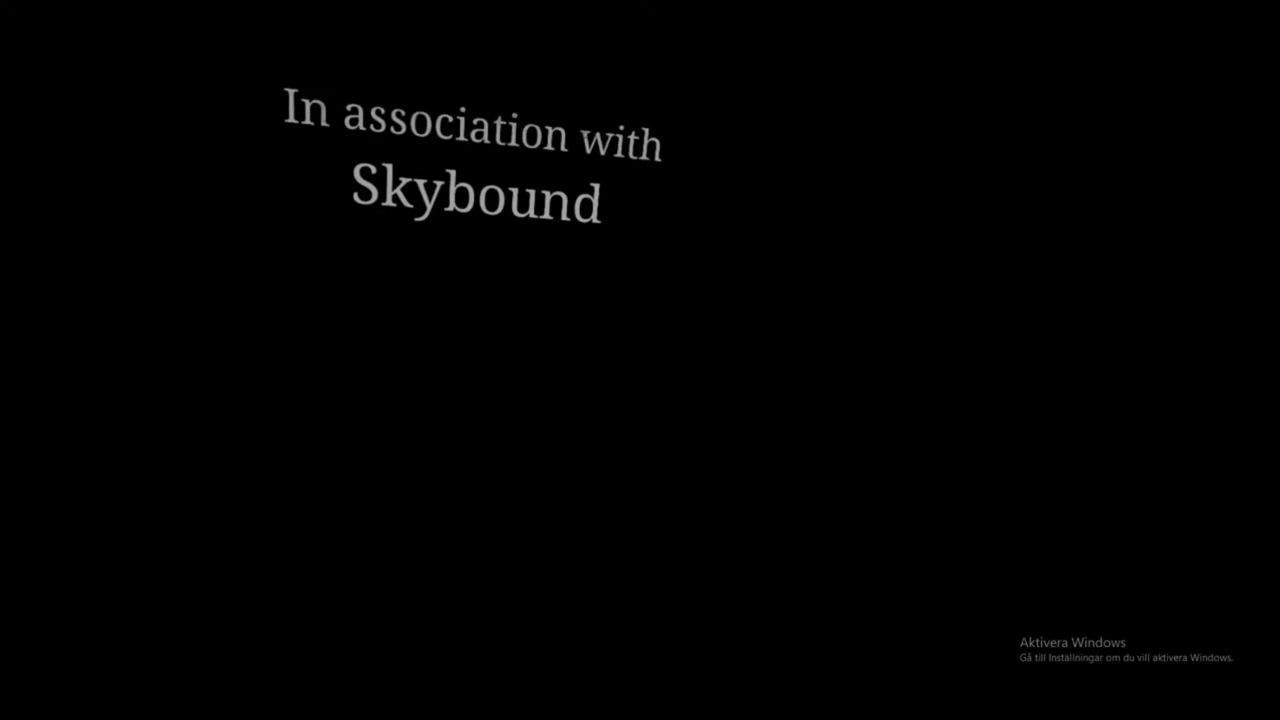 In association with
Skybound
Aktivera Windows
Gå till Inställningar om du vill aktivera Windows.